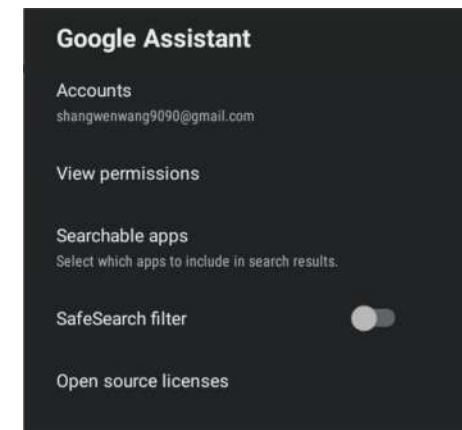 Google Assistant
Accounts
shangwenwang9090@gmail.com
View permissions
Searchable apps
Select which apps to include in search results.
SafeSearch filter
Open source licenses